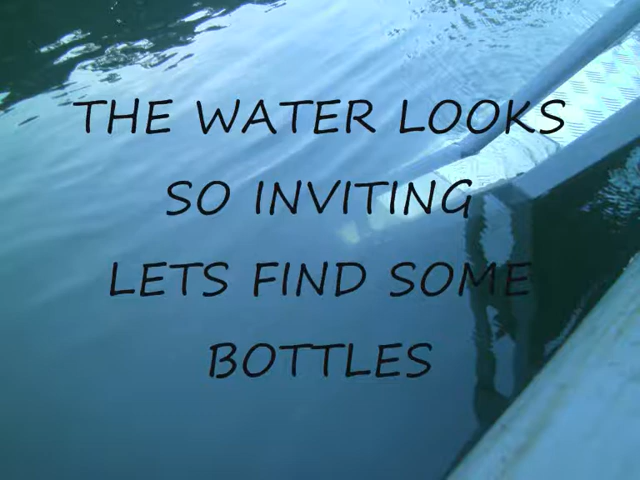 THE WATER LOOKS
SO INVITING
LETS FIND SOME
BOTTLES